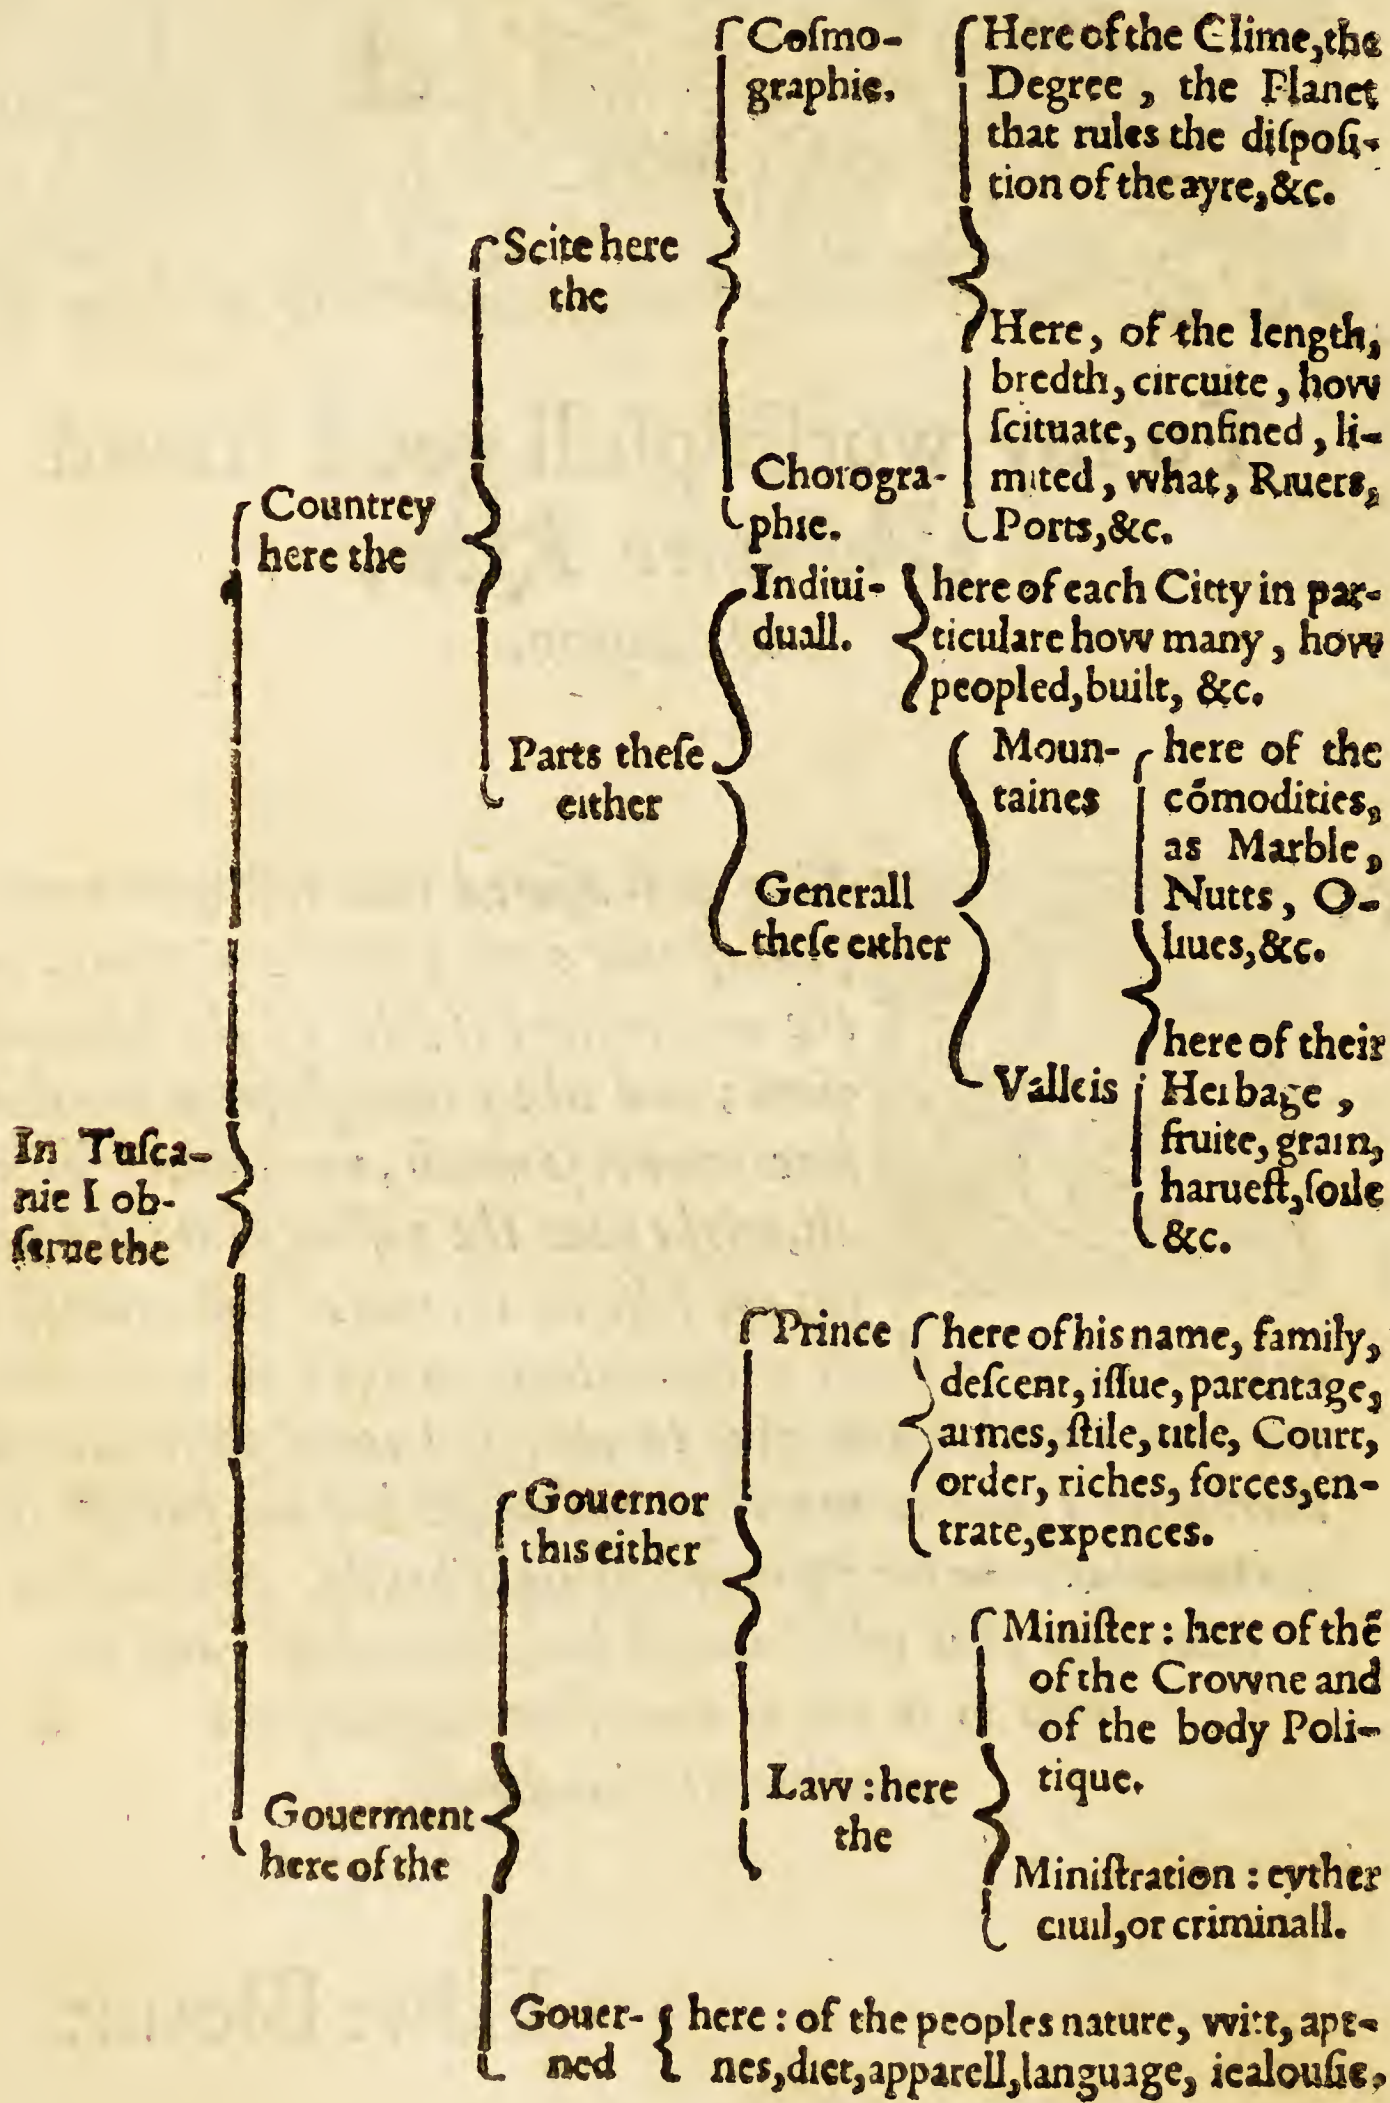 Coſmo-
graphie.
Here of the Clime, the
Degree, the Planet
that rules the diſpoſi-
tion of the ayre, &c.
Scite here
the
Here, of the length,
bredth, circuite, how
ſcituate, confined, li-
mited, what, Riuers,
Ports, &c.
Chorogra-
phie.
Countrey
here the
Indiui-
duall.
here of each Citty in par-
ticulare how many, how
peopled, built, &c.
Parts theſe
either
Moun-
taines
here of the
cōmodities,
as Marble,
Nutts, O-
liues, &c.
Generall
theſe either
Valleis
here of their
Herbage,
fruite, grain,
harueſt, ſoile
&c.
In Tuſca-
nie I ob-
ſerue the
Prince
here of his name, family,
deſcent, iſſue, parentage,
armes, ſtile, title, Court,
order, riches, forces, en-
trate, expences.
Gouernor
this either
Miniſter: here of thē
of the Crowne and
of the body Poli-
tique.
Law: here
the
Miniſtration: eyther
ciuil, or criminall.
Gouerment
here of the
Gouer-
ned
here: of the peoples nature, witt, apt-
nes, diet, apparell, language, iealouſie,